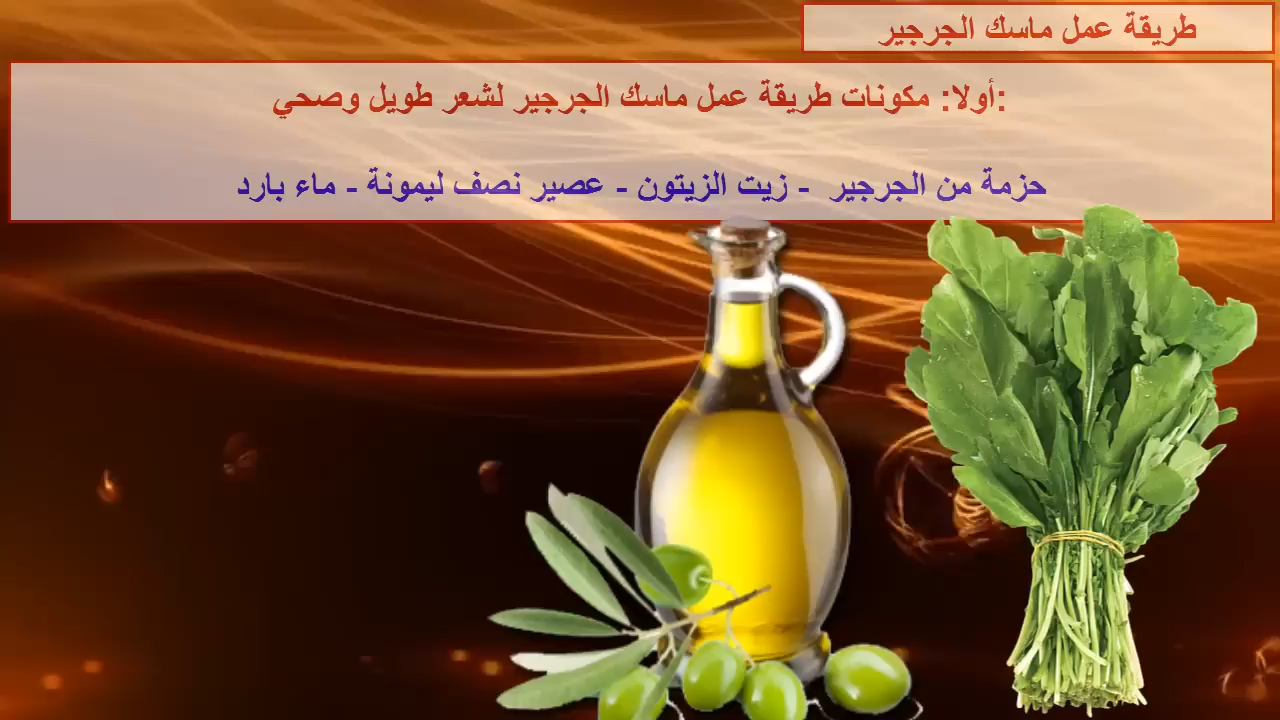 طريقة عمل ماسك الجرجير
أولا: مكونات طريقة عمل ماسك الجرجير لشعر طويل وصحي:
حزمة من الجرجير - زيت الزيتون - عصير نصف ليمونة - ماء بارد